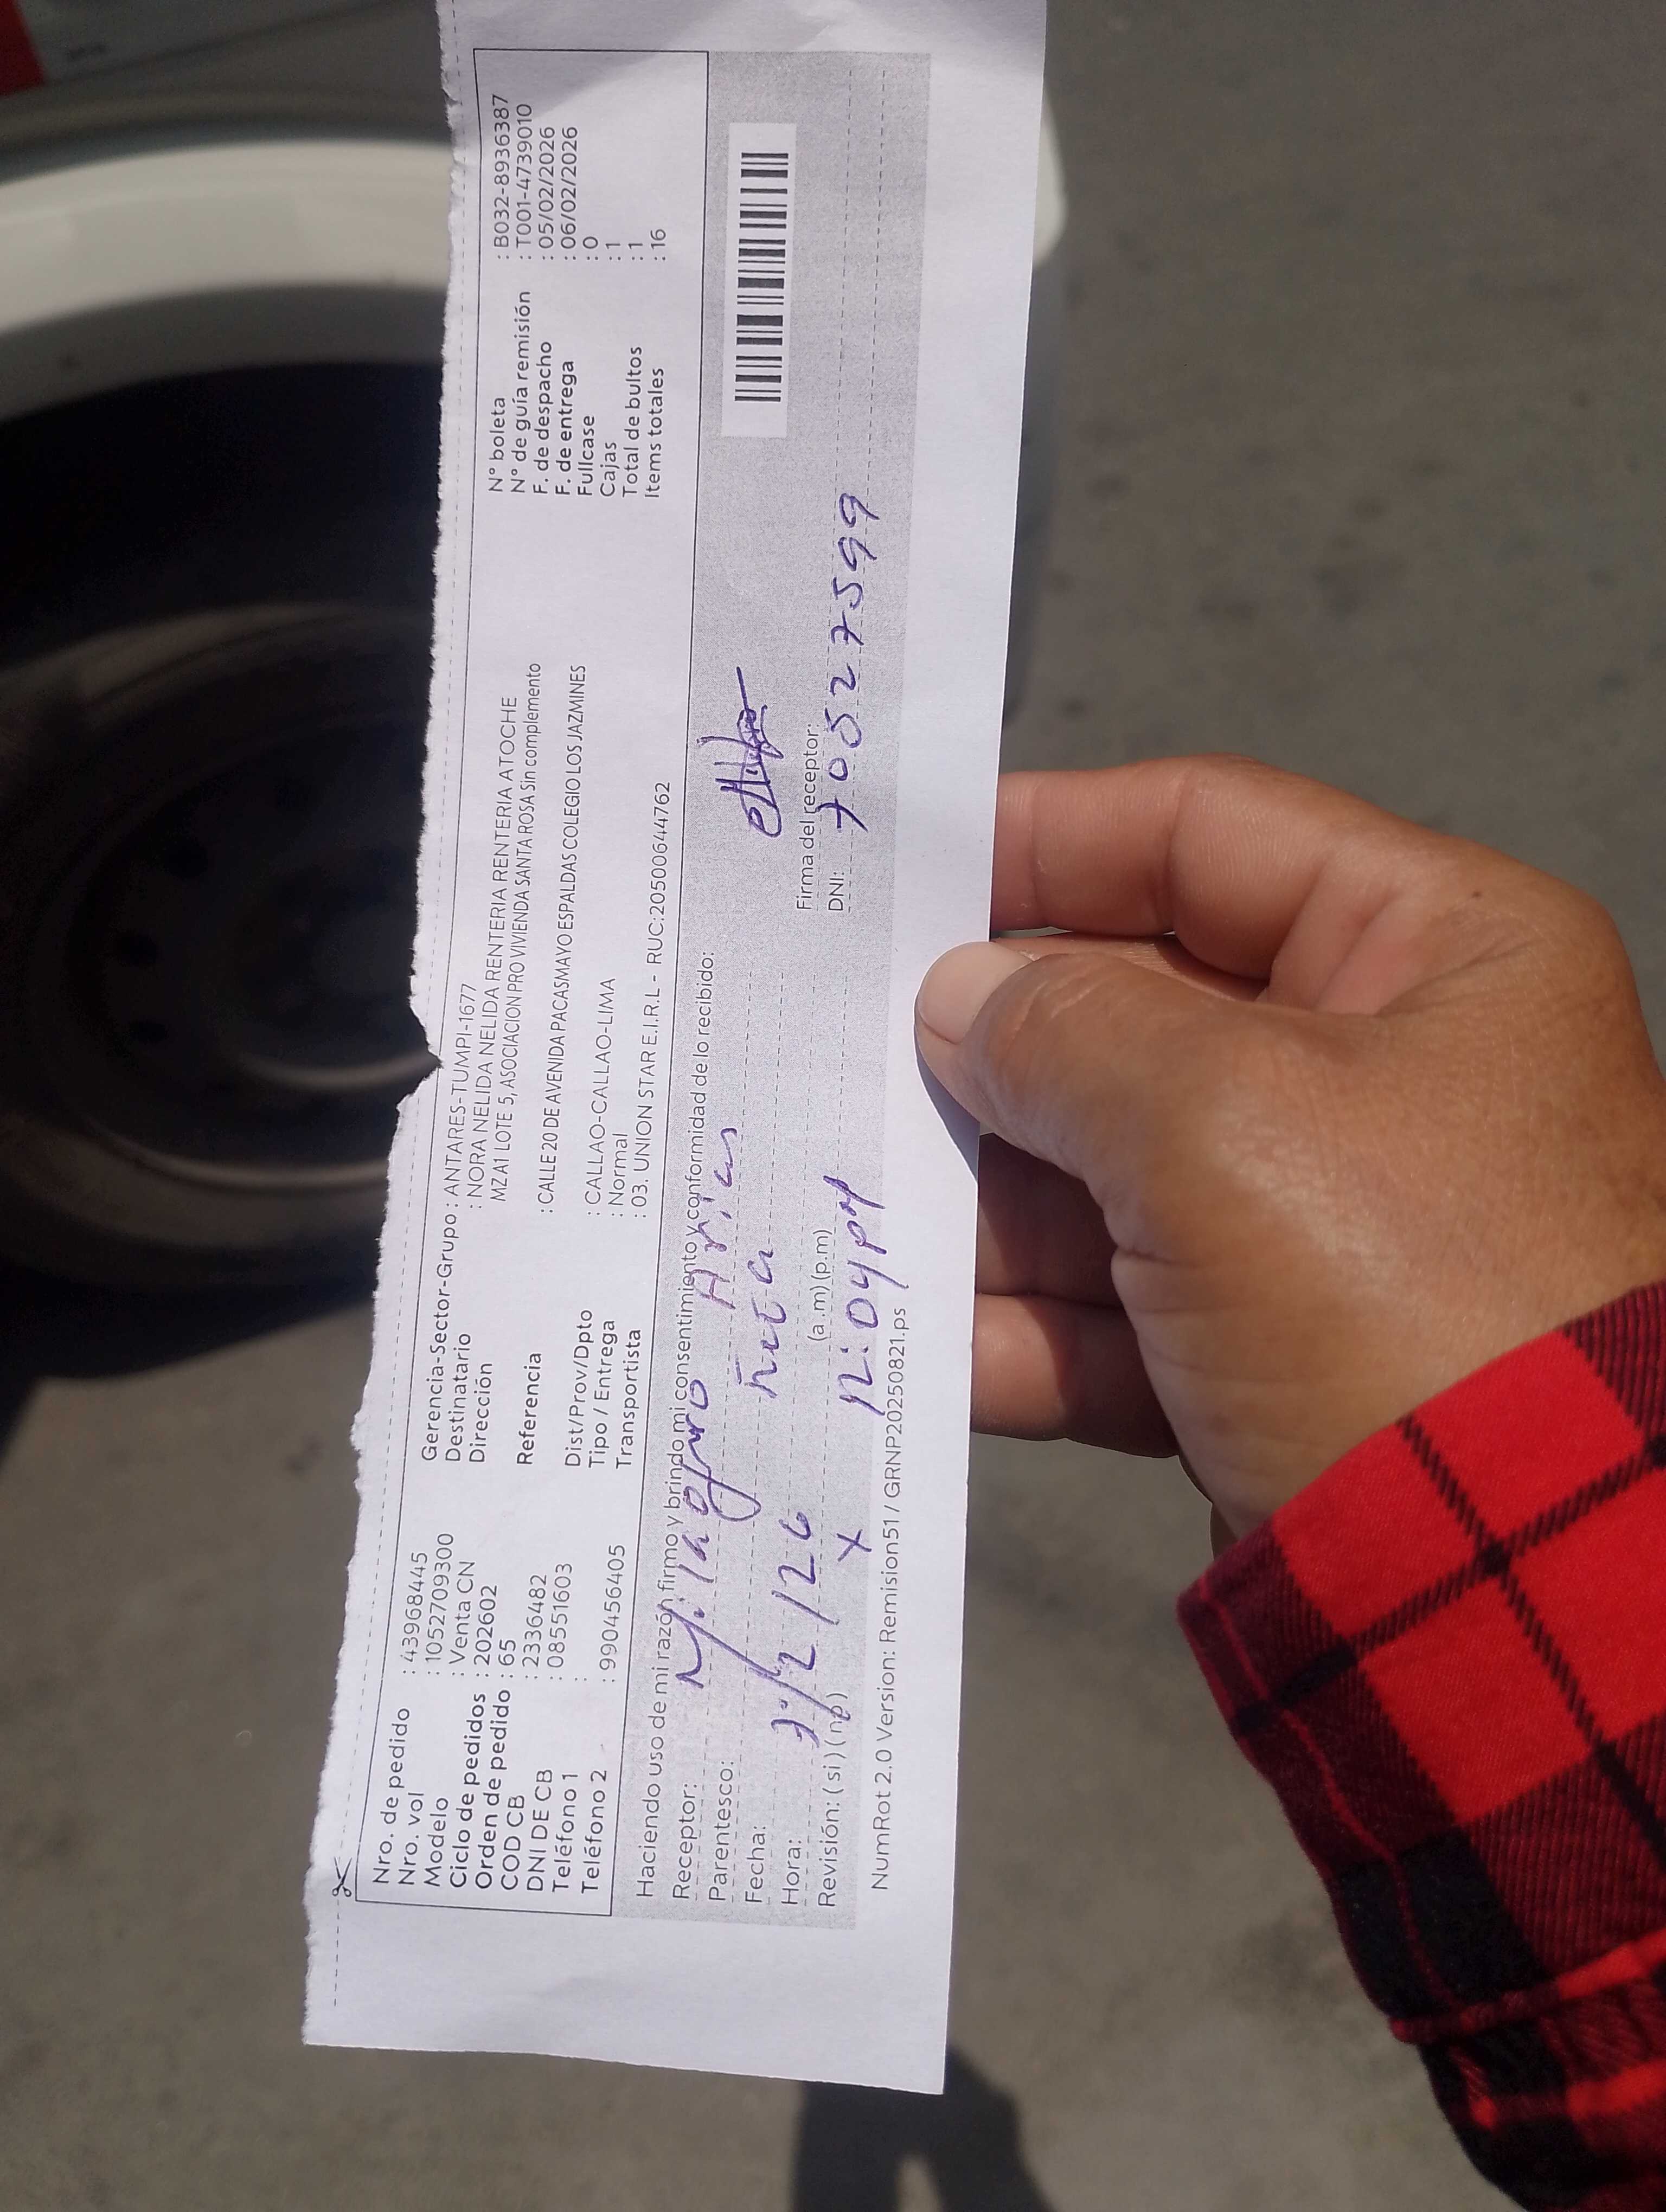 Nro. de pedido : 43968445
Nro. vol : 1052709300
Modelo : Venta CN
Ciclo de pedidos : 202602
Orden de pedido : 65
COD CB : 2336482
DNI DE CB : 08551603
Teléfono 1 :
Teléfono 2 : 990456405
Gerencia-Sector-Grupo : ANTARES-TUMPI-1677
Destinatario : NORA NELIDA NELIDA RENTERIA RENTERIA ATOCHE
Dirección MZ A1 LOTE 5, ASOCIACION PRO VIVIENDA SANTA ROSA Sin complemento
Referencia : CALLE 20 DE AVENIDA PACASMAYO ESPALDAS COLEGIO LOS JAZMINES
Dist/Prov/Dpto : CALLAO-CALLAO-LIMA
Tipo / Entrega : Normal
Transportista : 03. UNION STAR E.I.R.L - RUC:20500644762
N° boleta : B032-8936387
N° de guía remisión : T001-4739010
F. de despacho : 05/02/2026
F. de entrega : 06/02/2026
Fullcase : 0
Cajas : 1
Total de bultos : 1
Items totales : 16
Haciendo uso de mi razón firmo y brindo mi consentimiento y conformidad de lo recibido:
Receptor: Milagro Arias
Parentesco:
Fecha: /2/26
Hora: (a.m) (p.m) 12:04 pm
Revisión: (si) (no) x
Firma del receptor:
DNI: 70527599
NumRot 2.0 Version: Remision51 / GRNP202508​21.ps